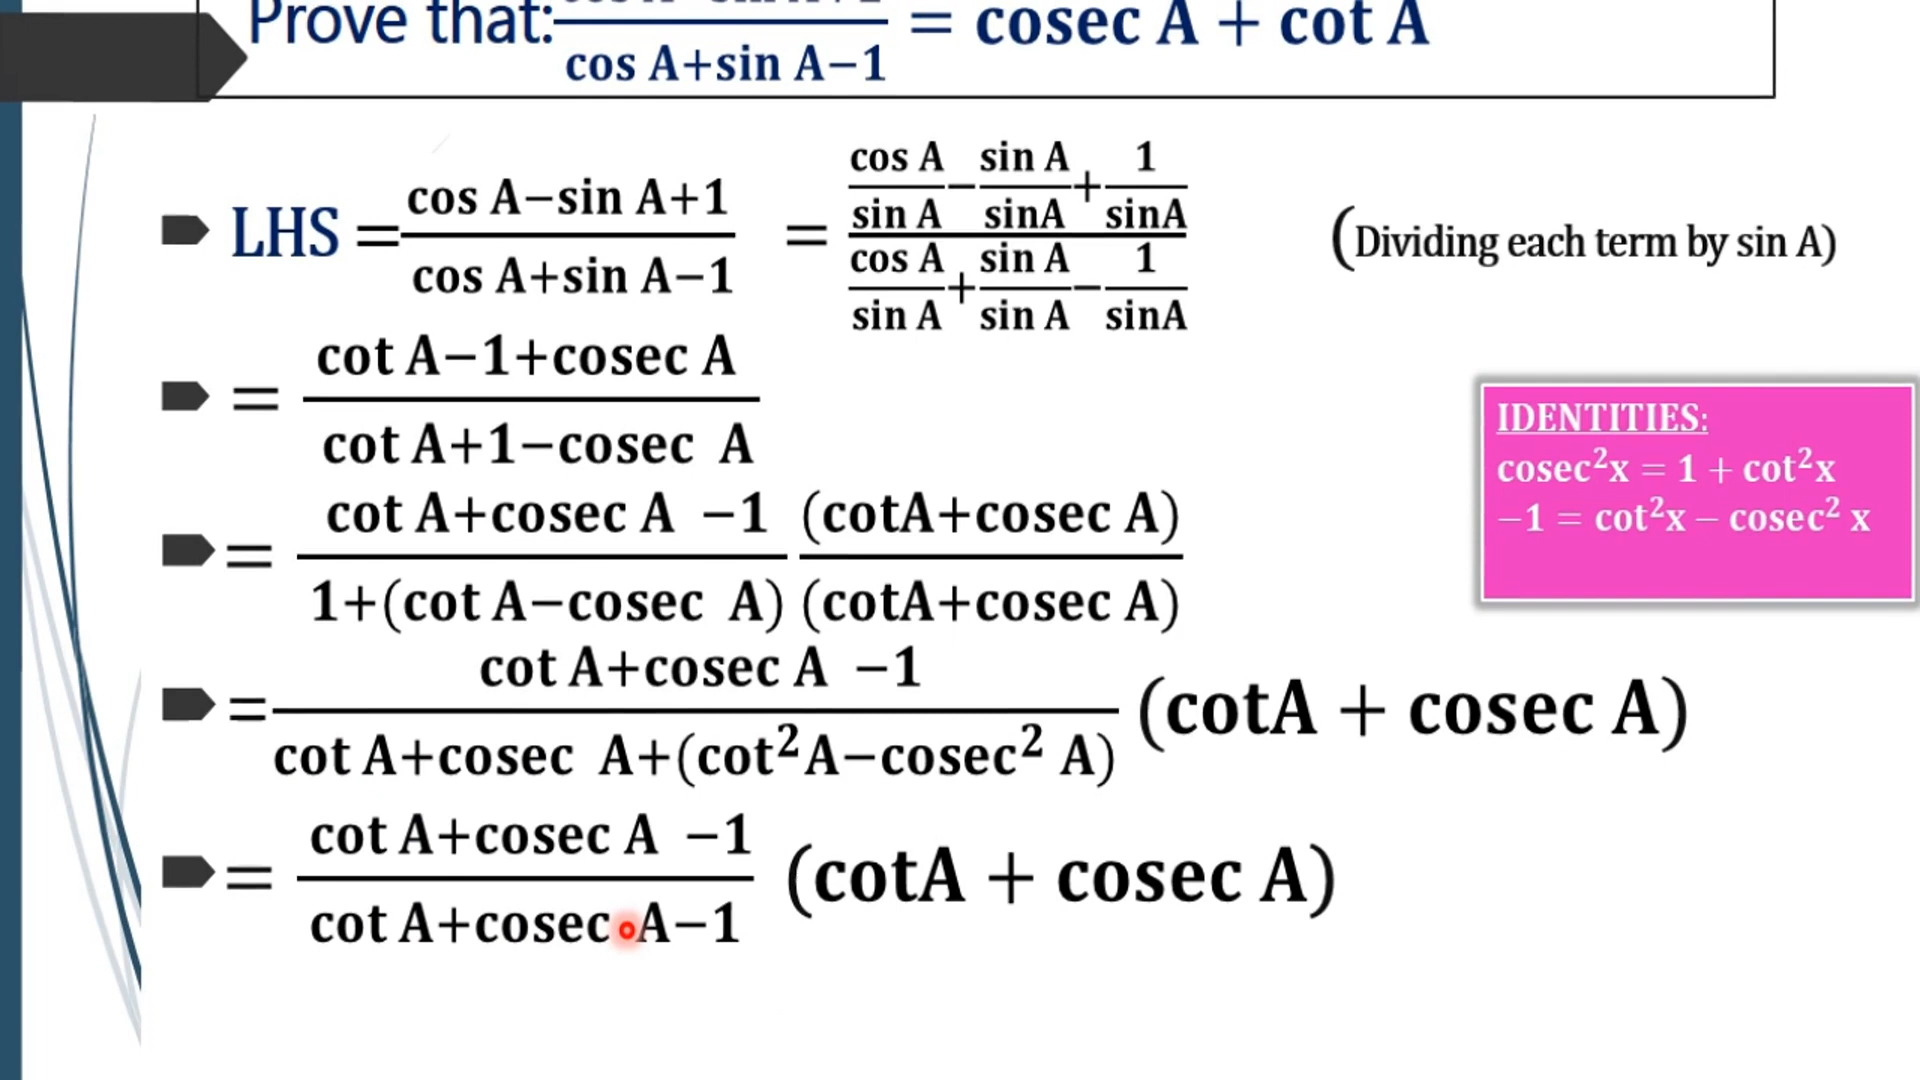 Prove that: cos A−sin A+1 / cos A+sin A−1 = cosec A + cot A
LHS = cos A−sin A+1 / cos A+sin A−1 = (cos A/sin A − sin A/sinA + 1/sinA) / (cos A/sin A + sin A/sin A − 1/sinA) (Dividing each term by sin A)
= cot A−1+cosec A / cot A+1−cosec A
IDENTITIES:
cosec²x = 1 + cot²x
−1 = cot²x − cosec² x
= cot A+cosec A −1 / 1+(cot A−cosec A) (cotA+cosec A) / (cotA+cosec A)
= cot A+cosec A −1 / cot A+cosec A+(cot²A−cosec² A) (cotA + cosec A)
= cot A+cosec A −1 / cot A+cosec A−1 (cotA + cosec A)